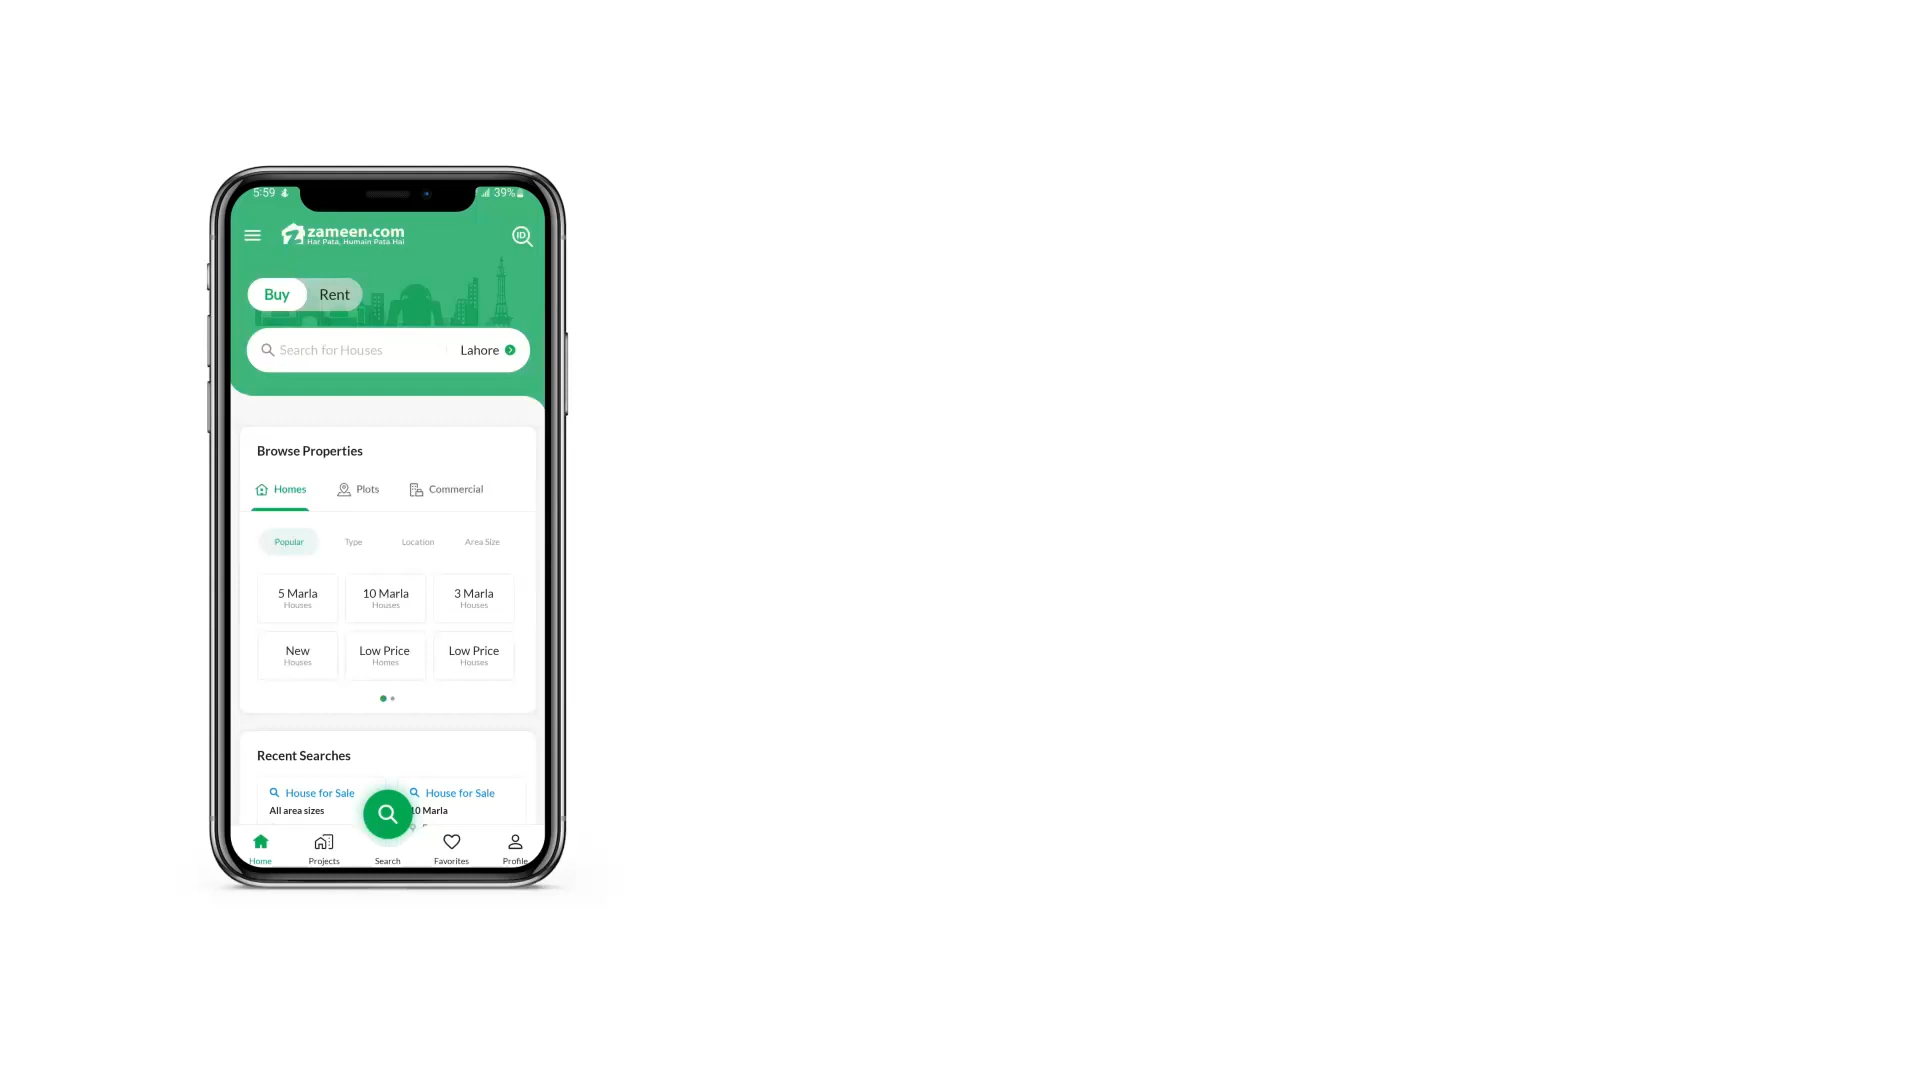 5:59
39%
zameen.com
Har Pata, Humain Pata Hai
ID
Buy Rent
Search for Houses Lahore
Browse Properties
Homes Plots Commercial
Popular Type Location Area Size
5 Marla 10 Marla 3 Marla
Houses Houses Houses
New Low Price Low Price
Houses Homes Houses
Recent Searches
House for Sale House for Sale
All area sizes 10 Marla
Home Projects Search Favorites Profile